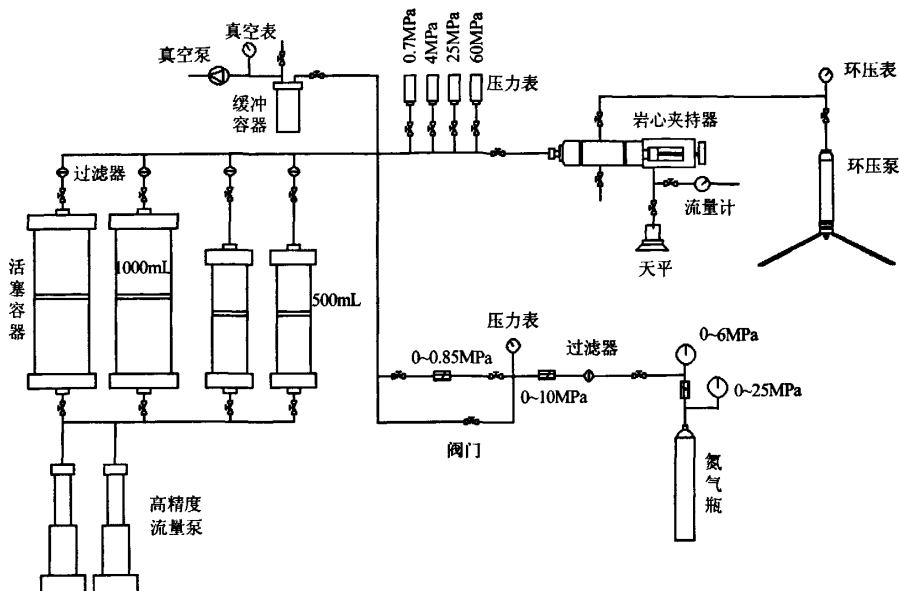 真空表
真空泵
缓冲
容器
0.7MPa
4MPa
25MPa
60MPa
压力表
环压表
岩心夹持器
过滤器
环压泵
流量计
天平
活塞容器
1000mL
500mL
压力表
0~0.85MPa
过滤器
0~6MPa
0~10MPa
0~25MPa
阀门
氮气瓶
高精度
流量泵